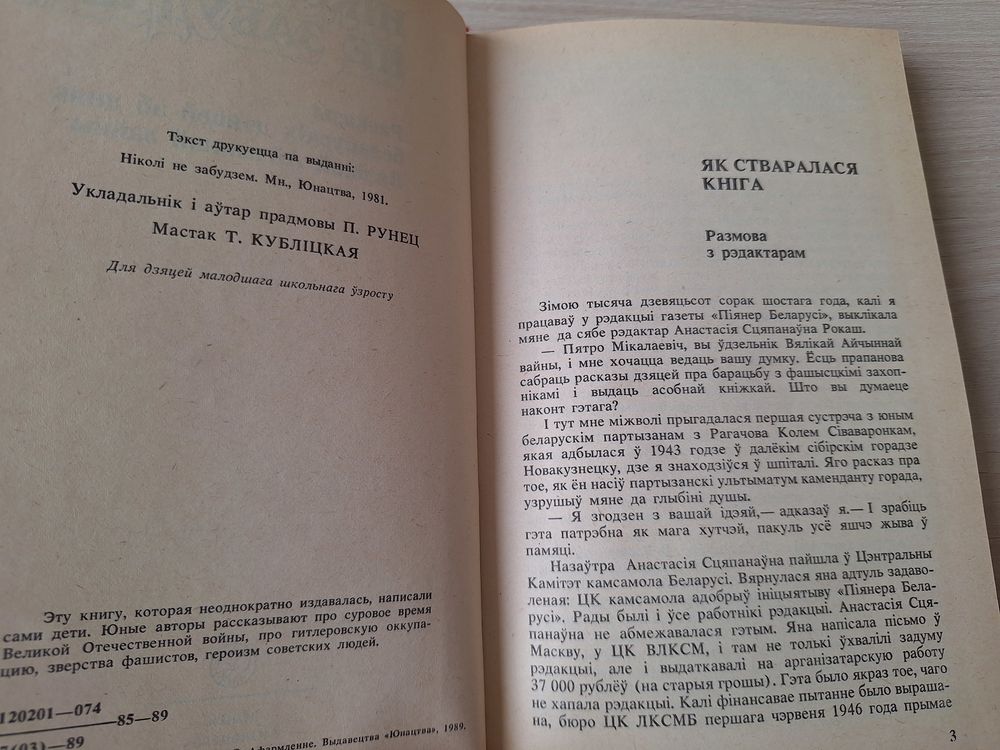 Тэкст друкуецца па выданні:
Ніколі не забудзем. Мн., Юнацтва, 1981.
Укладальнік і аўтар прадмовы П. РУНЕЦ
Мастак Т. КУБЛІЦКАЯ
Для дзяцей малодшага школьнага ўзросту
Эту книгу, которая неоднократно издавалась, написали
сами дети. Юные авторы рассказывают про суровое время
Великой Отечественной войны, про гитлеровскую оккупа-
цию, зверства фашистов, героизм советских людей.
120201—074
85—89
(03)—89
Выдавецтва «Юнацтва», 1989.
ЯК СТВАРАЛАСЯ
КНІГА
Размова
з рэдактарам
Зімою тысяча дзевяцьсот сорак шостага года, калі я
працаваў у рэдакцыі газеты «Піянер Беларусі», выклікала
мяне да сябе рэдактар Анастасія Сцяпанаўна Рокаш.
— Пятро Мікалаевіч, вы ўдзельнік Вялікай Айчыннай
вайны, і мне хочацца ведаць вашу думку. Ёсць прапанова
сабраць расказы дзяцей пра барацьбу з фашысцкімі захоп-
нікамі і выдаць асобнай кніжкай. Што вы думаеце
наконт гэтага?
І тут мне міжволі прыгадалася першая сустрэча з юным
беларускім партызанам з Рагачова Колем Сіваваронкам,
якая адбылася ў 1943 годзе ў далёкім сібірскім горадзе
Новакузнецку, дзе я знаходзіўся ў шпіталі. Яго расказ пра
тое, як ён насіў партызанскі ультыматум каменданту горада,
узрушыў мяне да глыбіні душы.
— Я згодзен з вашай ідэяй,— адказаў я.— І зрабіць
гэта патрэбна як мага хутчэй, пакуль усё яшчэ жыва ў
памяці.
Назаўтра Анастасія Сцяпанаўна пайшла ў Цэнтральны
Камітэт камсамола Беларусі. Вярнулася яна адтуль задаво-
леная: ЦК камсамола адобрыў ініцыятыву «Піянера Бела-
русі». Рады былі і ўсе работнікі рэдакцыі. Анастасія Сця-
панаўна не абмежавалася гэтым. Яна напісала пісьмо ў
Маскву, у ЦК ВЛКСМ, і там не толькі ўхвалілі задуму
рэдакцыі, але і выдаткавалі на арганізатарскую работу
37 000 рублёў (на старыя грошы). Гэта было якраз тое, чаго
не хапала рэдакцыі. Калі фінансавае пытанне было выраша-
на, бюро ЦК ЛКСМБ першага чэрвеня 1946 года прымае
3